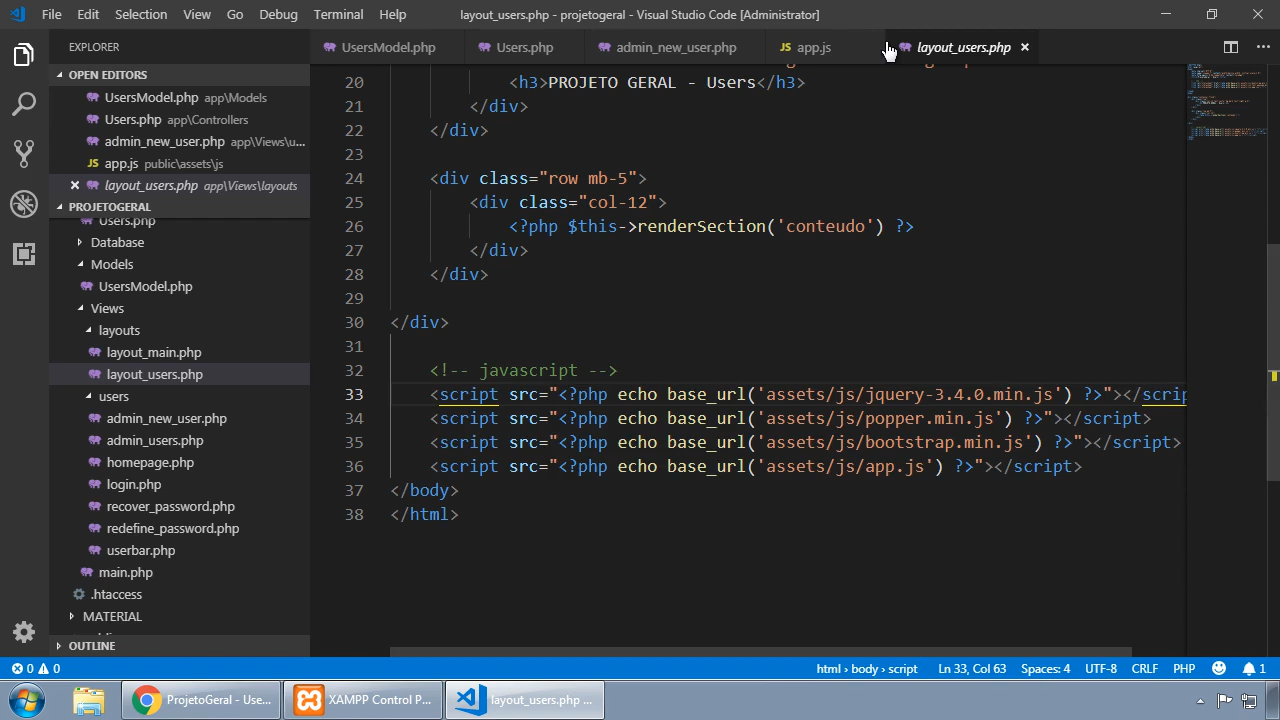 File Edit Selection View Go Debug Terminal Help layout_users.php - projetogeral - Visual Studio Code [Administrator]
EXPLORER
OPEN EDITORS
UsersModel.php app\Models
Users.php app\Controllers
admin_new_user.php app\Views\u...
JS app.js public\assets\js
layout_users.php app\Views\layouts
PROJETOGERAL
Users.php
Database
Models
UsersModel.php
Views
layouts
layout_main.php
layout_users.php
users
admin_new_user.php
admin_users.php
homepage.php
login.php
recover_password.php
redefine_password.php
userbar.php
main.php
.htaccess
MATERIAL
OUTLINE
UsersModel.php Users.php admin_new_user.php JS app.js layout_users.php
20 <h3>PROJETO GERAL - Users</h3>
21 </div>
22 </div>
23
24 <div class="row mb-5">
25 <div class="col-12">
26 <?php $this->renderSection('conteudo') ?>
27 </div>
28 </div>
29
30 </div>
31
32 <!-- javascript -->
33 <script src="<?php echo base_url('assets/js/jquery-3.4.0.min.js') ?>"></scrip
34 <script src="<?php echo base_url('assets/js/popper.min.js') ?>"></script>
35 <script src="<?php echo base_url('assets/js/bootstrap.min.js') ?>"></script>
36 <script src="<?php echo base_url('assets/js/app.js') ?>"></script>
37 </body>
38 </html>
0 0 html › body › script Ln 33, Col 63 Spaces: 4 UTF-8 CRLF PHP 1
ProjetoGeral - Use... XAMPP Control P... layout_users.php ...